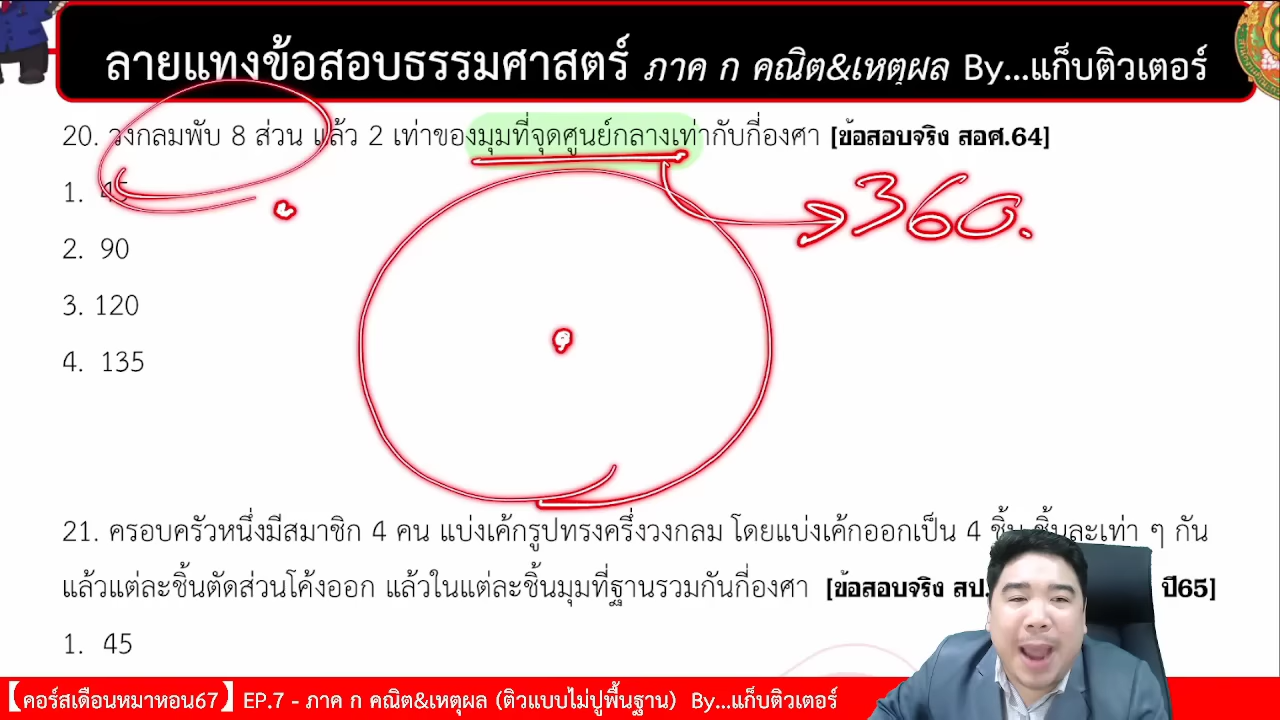 ลายแทงข้อสอบธรรมศาสตร์ ภาค ก คณิต&เหตุผล By...แก็บติวเตอร์
20. วงกลมพับ 8 ส่วน แล้ว 2 เท่าของมุมที่จุดศูนย์กลางเท่ากับกี่องศา [ข้อสอบจริง สอศ.64]
1. 45
360
2. 90
3. 120
4. 135
21. ครอบครัวหนึ่งมีสมาชิก 4 คน แบ่งเค้กรูปทรงครึ่งวงกลม โดยแบ่งเค้กออกเป็น 4 ชิ้น ชิ้นละเท่า ๆ กัน
แล้วแต่ละชิ้นตัดส่วนโค้งออก แล้วในแต่ละชิ้นมุมที่ฐานรวมกันกี่องศา [ข้อสอบจริง สป. ปี65]
1. 45
【คอร์สเดือนหมาหอน67】 EP.7 - ภาค ก คณิต&เหตุผล (ติวแบบไม่ปูพื้นฐาน) By...แก็บติวเตอร์